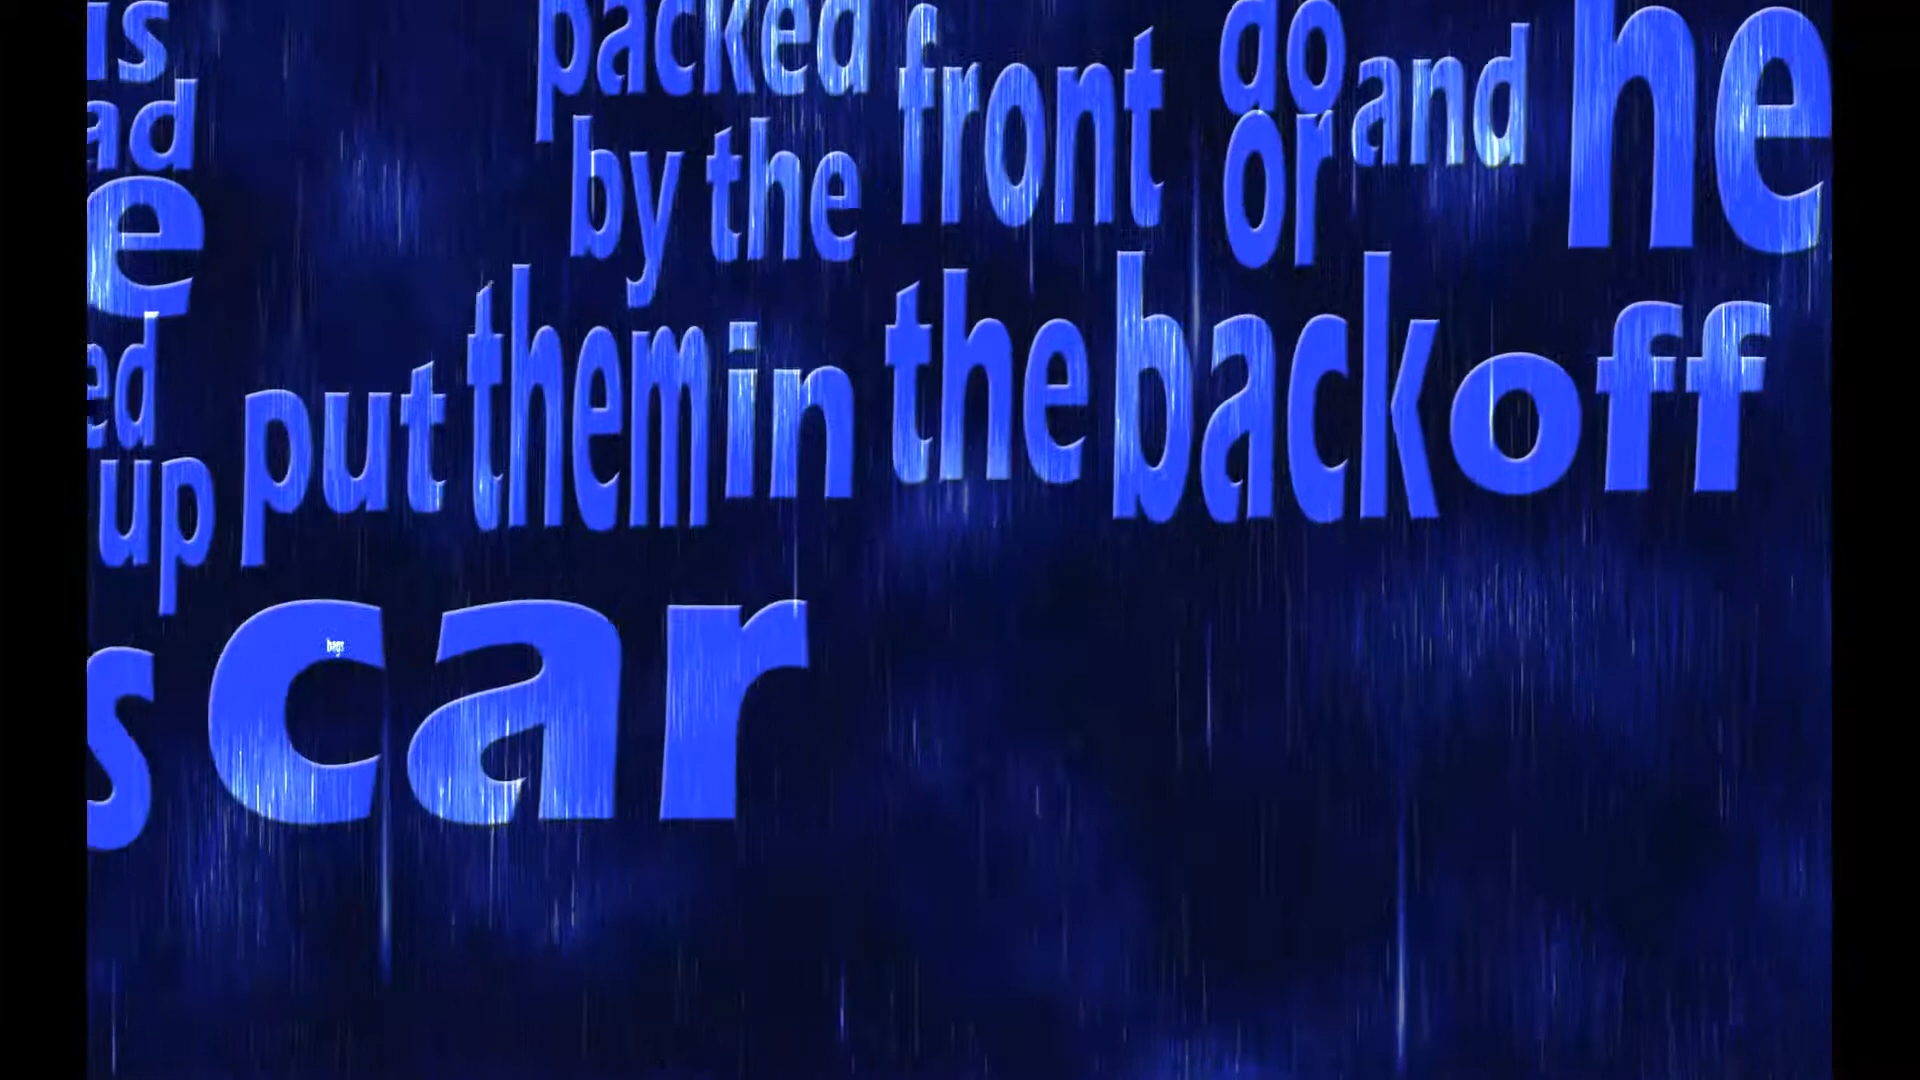 is packed front do and he
ad by the or
e
ed put them in the back off
up
s car
bags